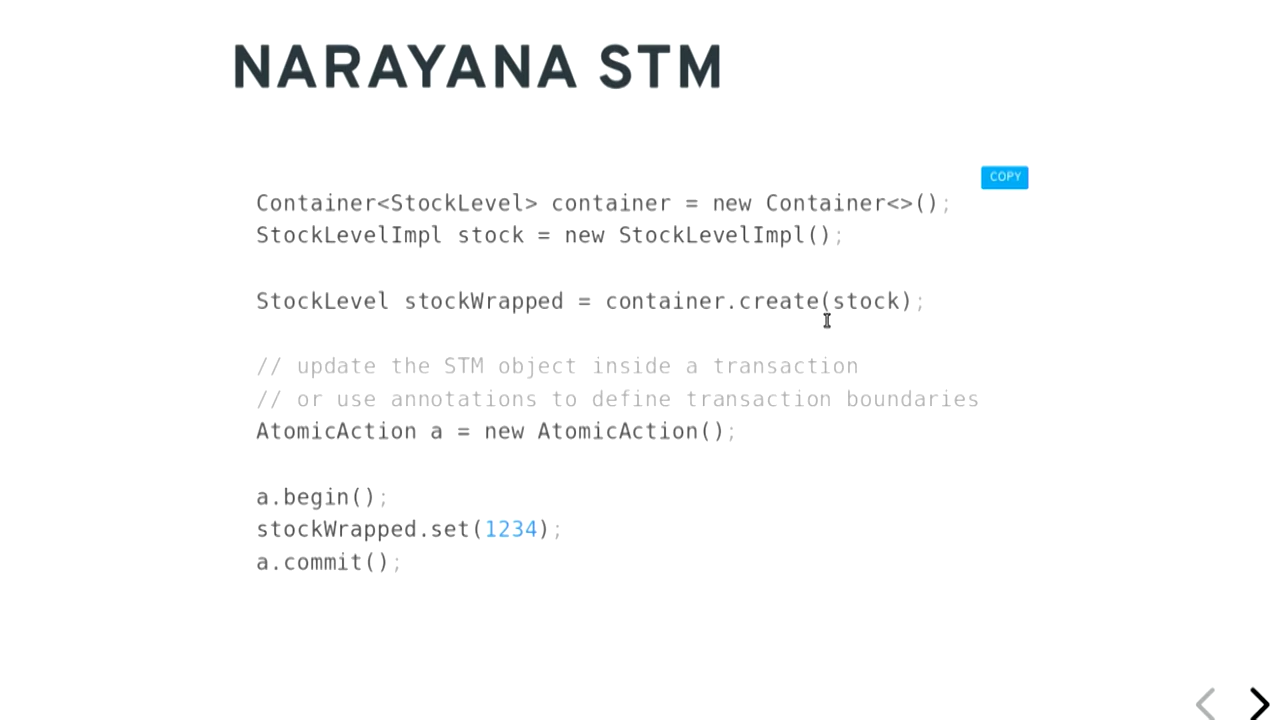 NARAYANA STM
COPY
Container<StockLevel> container = new Container<>();
StockLevelImpl stock = new StockLevelImpl();
StockLevel stockWrapped = container.create(stock);
// update the STM object inside a transaction
// or use annotations to define transaction boundaries
AtomicAction a = new AtomicAction();
a.begin();
stockWrapped.set(1234);
a.commit();